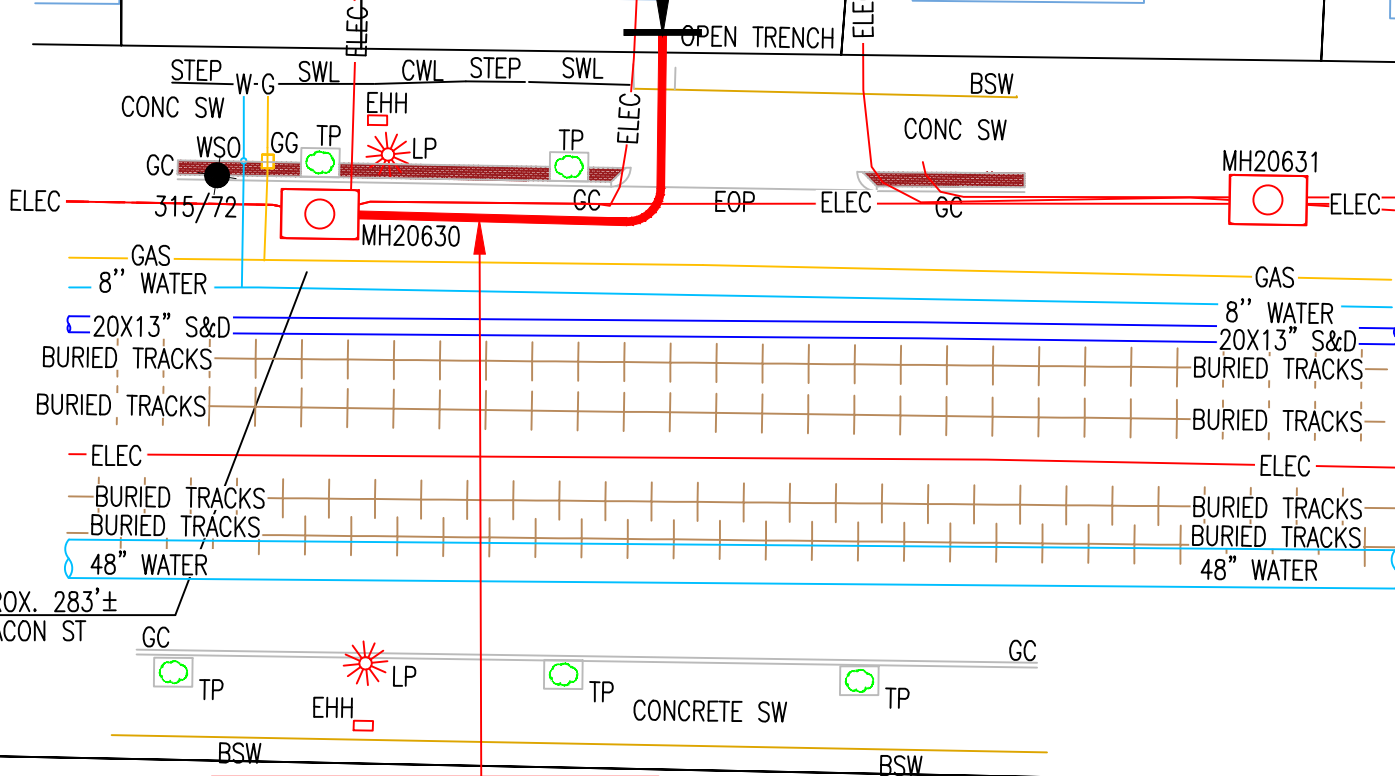 ELEC
ELEC
OPEN TRENCH
STEP
W-G
SWL
CWL
STEP
SWL
BSW
CONC SW
EHH
ELEC
CONC SW
WSO
GG
TP
LP
TP
MH20631
GC
ELEC
315/72
GC
EOP
ELEC
GC
ELEC
MH20630
GAS
GAS
8'' WATER
8'' WATER
20X13" S&D
20X13" S&D
BURIED TRACKS
BURIED TRACKS
BURIED TRACKS
BURIED TRACKS
ELEC
ELEC
BURIED TRACKS
BURIED TRACKS
BURIED TRACKS
BURIED TRACKS
48" WATER
48" WATER
OX. 283'±
ACON ST
GC
GC
LP
TP
TP
TP
EHH
CONCRETE SW
BSW
BSW